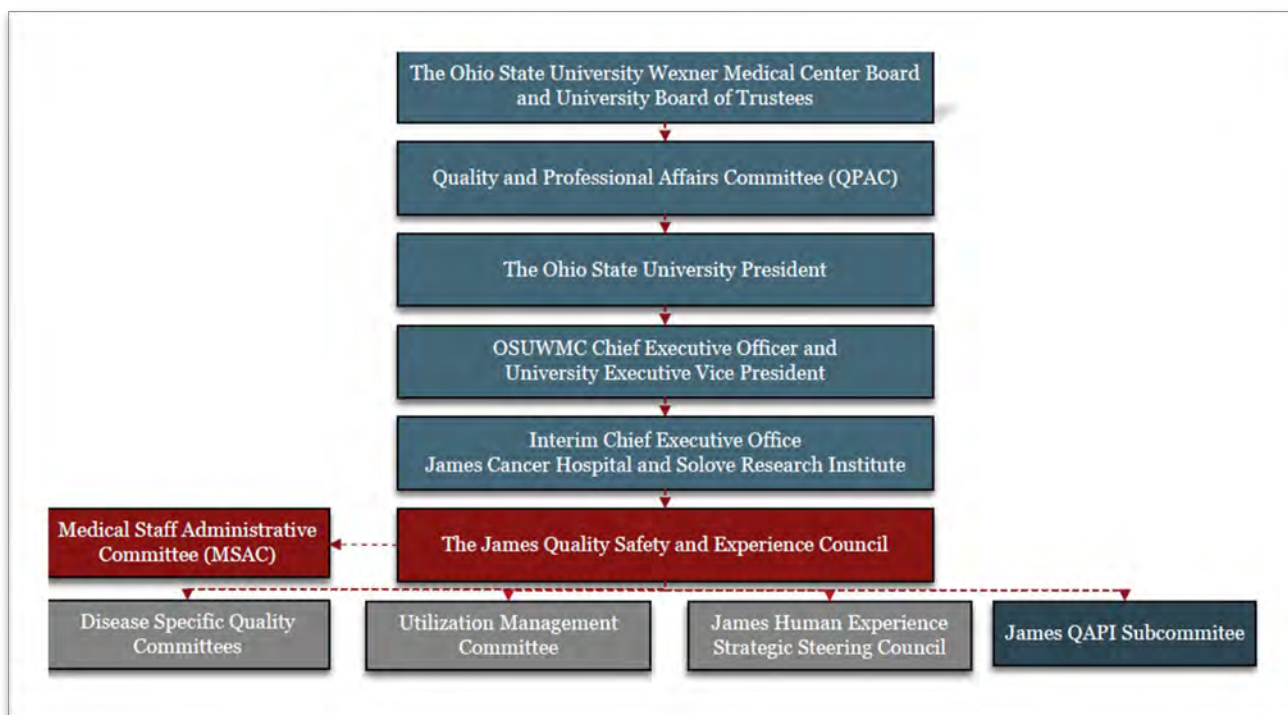 The Ohio State University Wexner Medical Center Board
and University Board of Trustees
Quality and Professional Affairs Committee (QPAC)
The Ohio State University President
OSUWMC Chief Executive Officer and
University Executive Vice President
Interim Chief Executive Office
James Cancer Hospital and Solove Research Institute
Medical Staff Administrative
Committee (MSAC)
The James Quality Safety and Experience Council
Disease Specific Quality
Committees
Utilization Management
Committee
James Human Experience
Strategic Steering Council
James QAPI Subcommitee